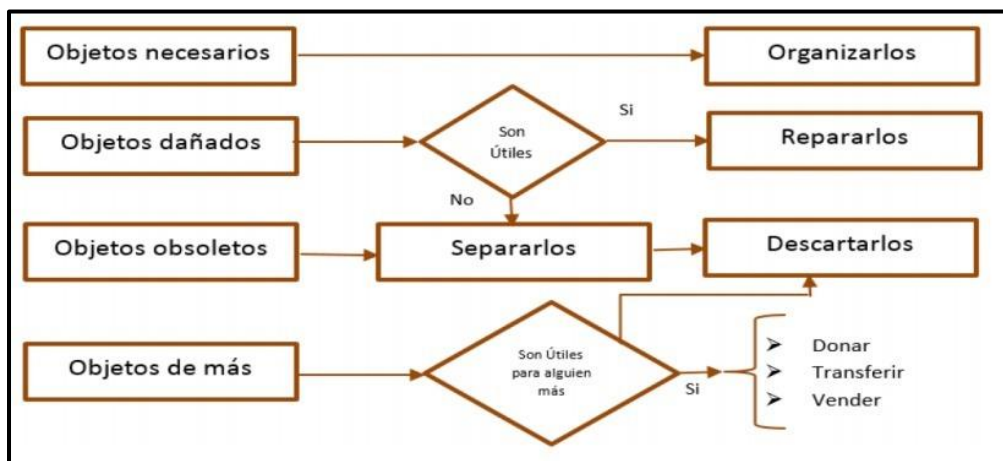 Objetos necesarios
Organizarlos
Objetos dañados
Son
Útiles
Si
Repararlos
No
Objetos obsoletos
Separarlos
Descartarlos
Objetos de más
Son Útiles
para alguien
más
Si
➤ Donar
➤ Transferir
➤ Vender